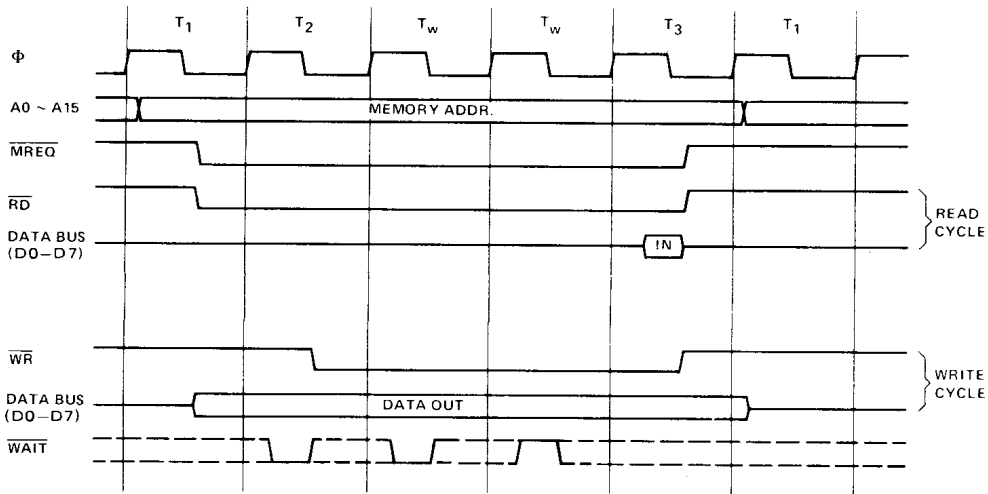 T1 T2 Tw Tw T3 T1
Φ
A0 ~ A15 MEMORY ADDR.
MREQ
RD
READ
CYCLE
DATA BUS
(D0—D7) IN
WR
WRITE
CYCLE
DATA BUS
(D0—D7) DATA OUT
WAIT